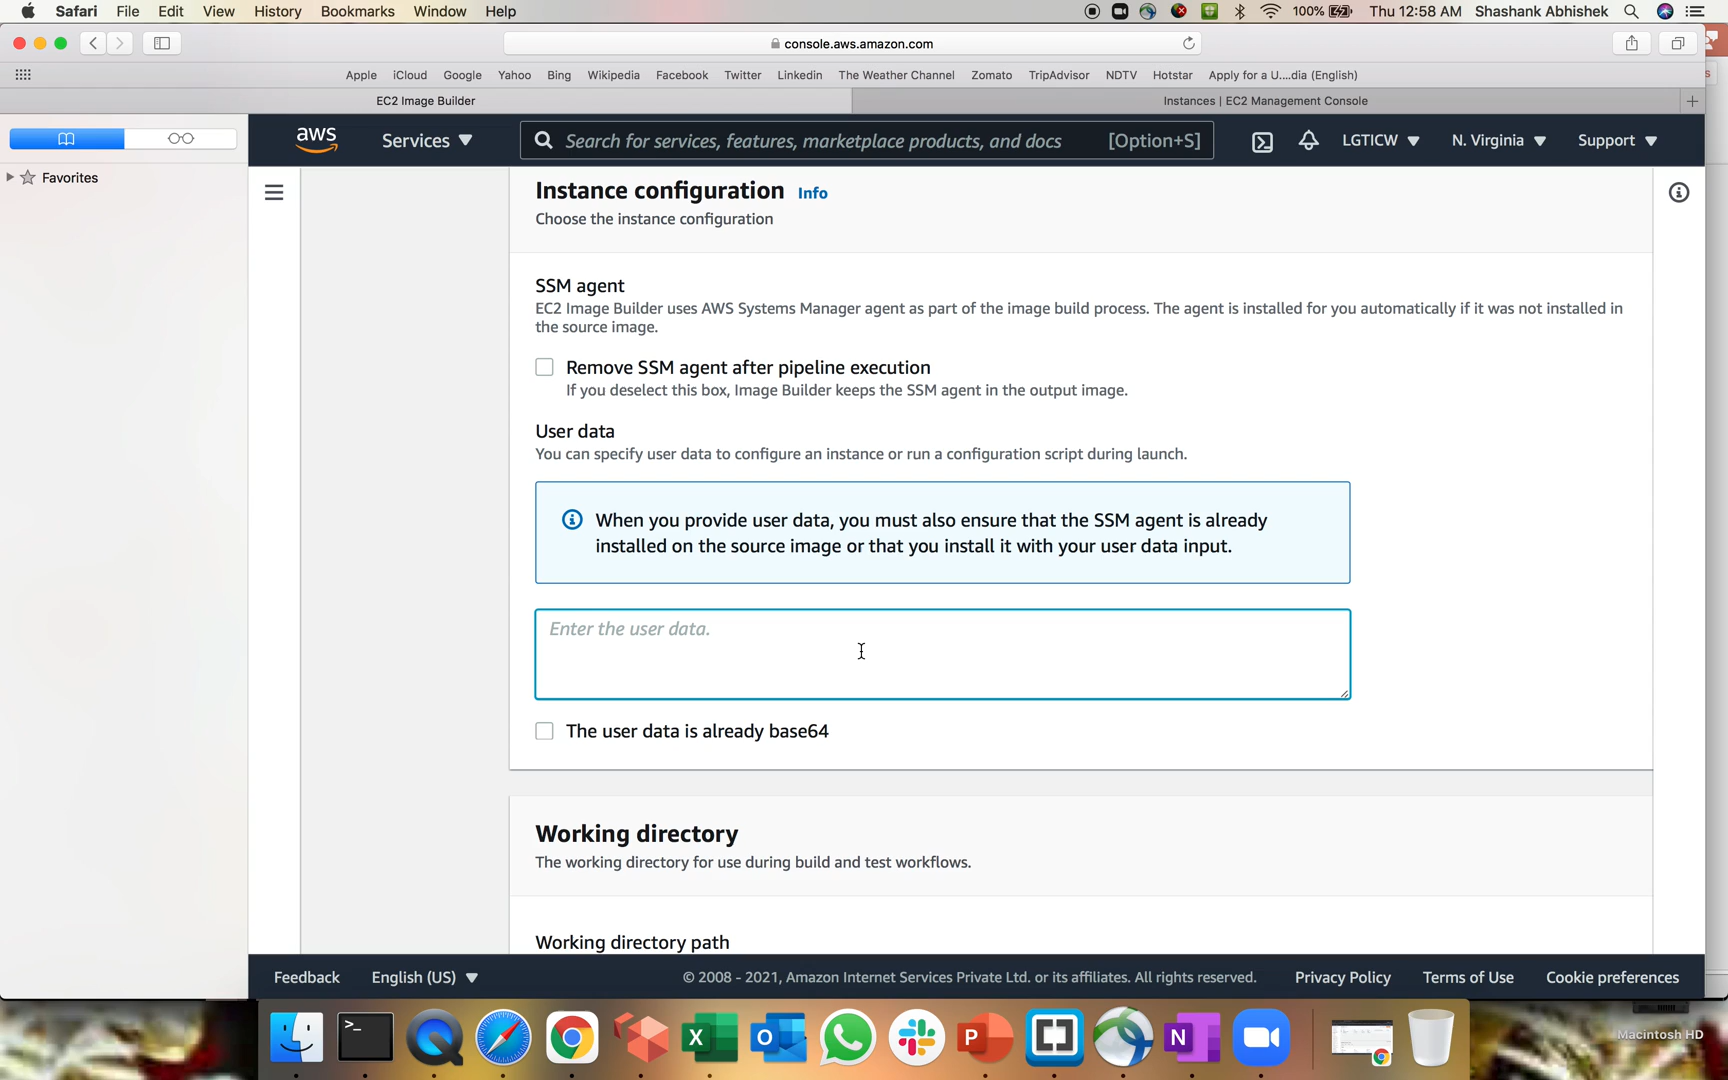 Safari File Edit View History Bookmarks Window Help 100% Thu 12:58 AM Shashank Abhishek
console.aws.amazon.com
Apple iCloud Google Yahoo Bing Wikipedia Facebook Twitter Linkedin The Weather Channel Zomato TripAdvisor NDTV Hotstar Apply for a U....dia (English)
EC2 Image Builder Instances | EC2 Management Console
aws Services Search for services, features, marketplace products, and docs [Option+S] LGTICW N. Virginia Support
Favorites
Instance configuration Info
Choose the instance configuration
SSM agent
EC2 Image Builder uses AWS Systems Manager agent as part of the image build process. The agent is installed for you automatically if it was not installed in
the source image.
Remove SSM agent after pipeline execution
If you deselect this box, Image Builder keeps the SSM agent in the output image.
User data
You can specify user data to configure an instance or run a configuration script during launch.
When you provide user data, you must also ensure that the SSM agent is already
installed on the source image or that you install it with your user data input.
Enter the user data.
The user data is already base64
Working directory
The working directory for use during build and test workflows.
Working directory path
Feedback English (US) © 2008 - 2021, Amazon Internet Services Private Ltd. or its affiliates. All rights reserved. Privacy Policy Terms of Use Cookie preferences
Macintosh HD